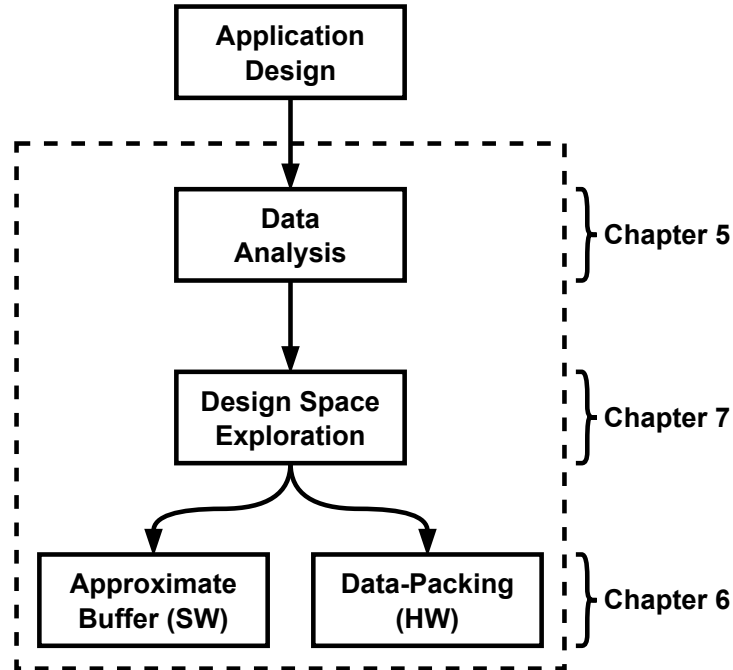 Application
Design
Data
Analysis
Chapter 5
Design Space
Exploration
Chapter 7
Approximate
Buffer (SW)
Data-Packing
(HW)
Chapter 6